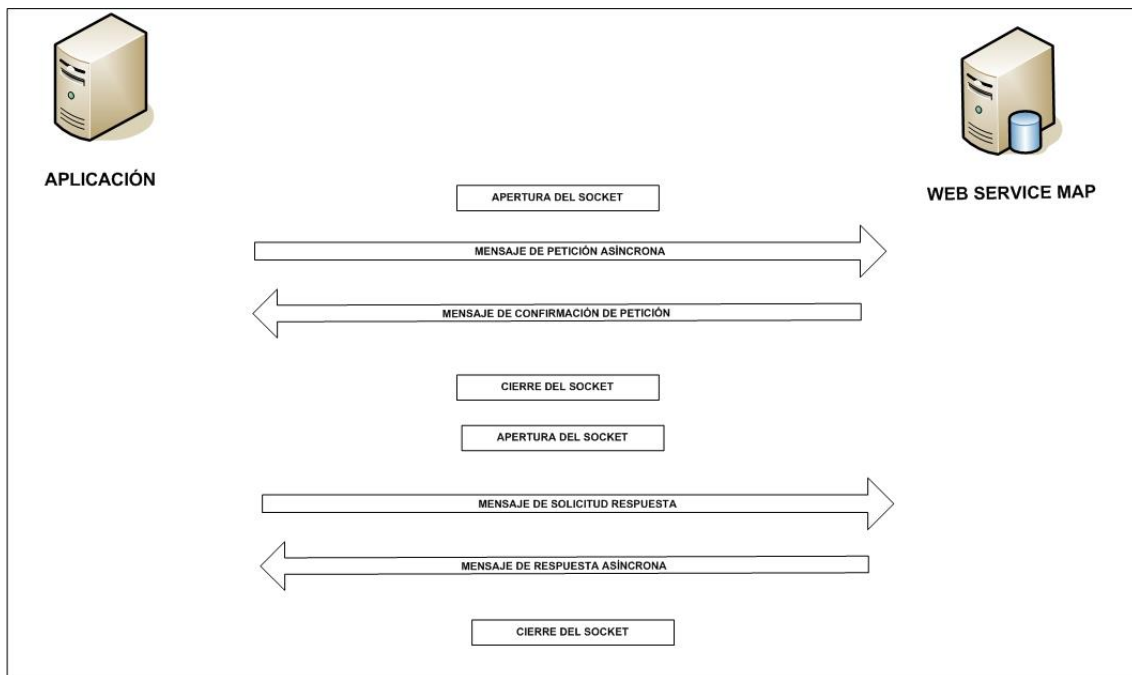 APLICACIÓN
WEB SERVICE MAP
APERTURA DEL SOCKET
MENSAJE DE PETICIÓN ASÍNCRONA
MENSAJE DE CONFIRMACIÓN DE PETICIÓN
CIERRE DEL SOCKET
APERTURA DEL SOCKET
MENSAJE DE SOLICITUD RESPUESTA
MENSAJE DE RESPUESTA ASÍNCRONA
CIERRE DEL SOCKET